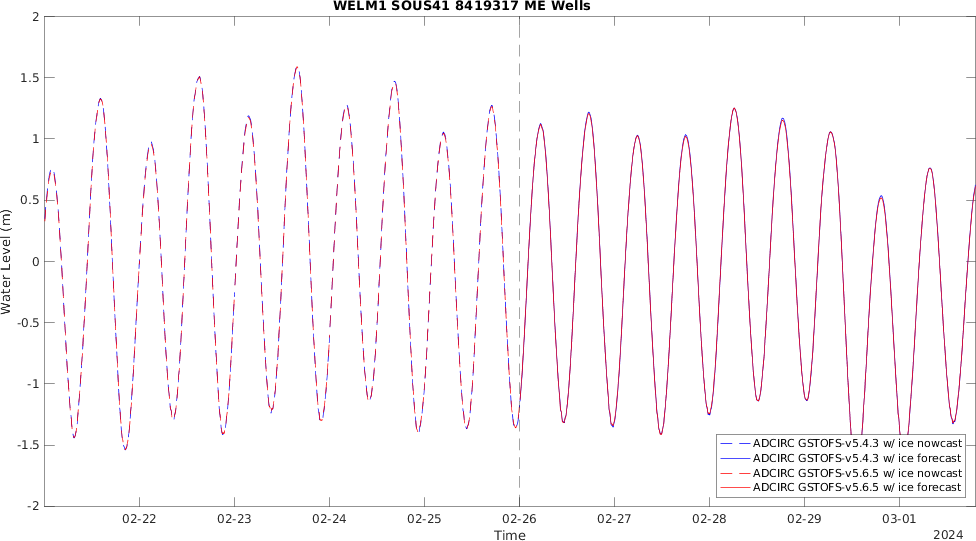 WELM1 SOUS41 8419317 ME Wells
Water Level (m)
2
1.5
1
0.5
0
-0.5
-1
-1.5
-2
ADCIRC GSTOFS-v5.4.3 w/ ice nowcast
ADCIRC GSTOFS-v5.4.3 w/ ice forecast
ADCIRC GSTOFS-v5.6.5 w/ ice nowcast
ADCIRC GSTOFS-v5.6.5 w/ ice forecast
02-22 02-23 02-24 02-25 02-26 02-27 02-28 02-29 03-01
Time
2024